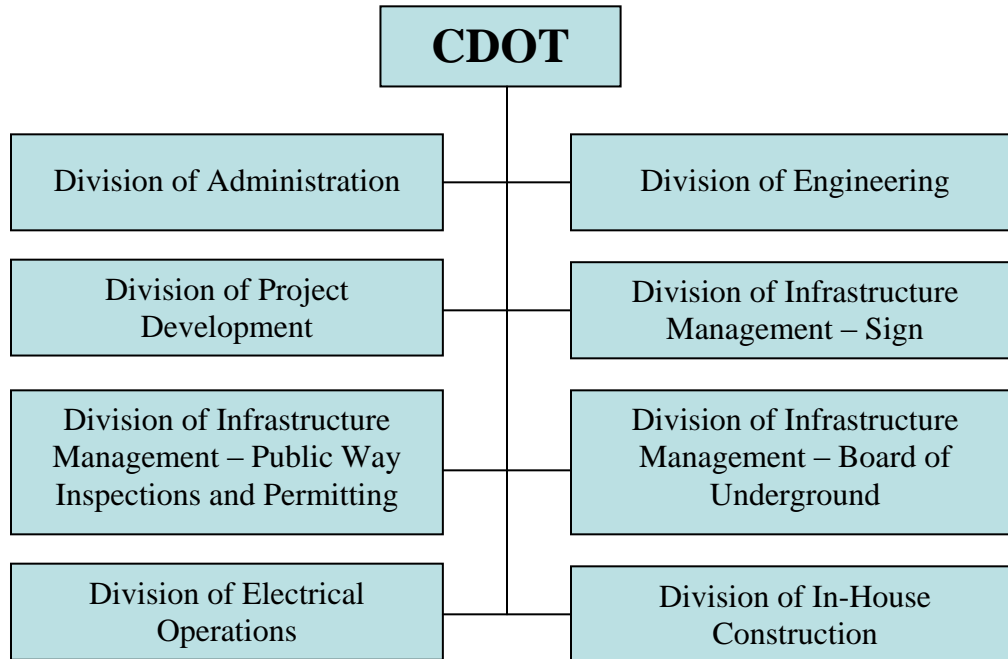 CDOT
Division of Administration
Division of Engineering
Division of Project
Development
Division of Infrastructure
Management – Sign
Division of Infrastructure
Management – Public Way
Inspections and Permitting
Division of Infrastructure
Management – Board of
Underground
Division of Electrical
Operations
Division of In-House
Construction